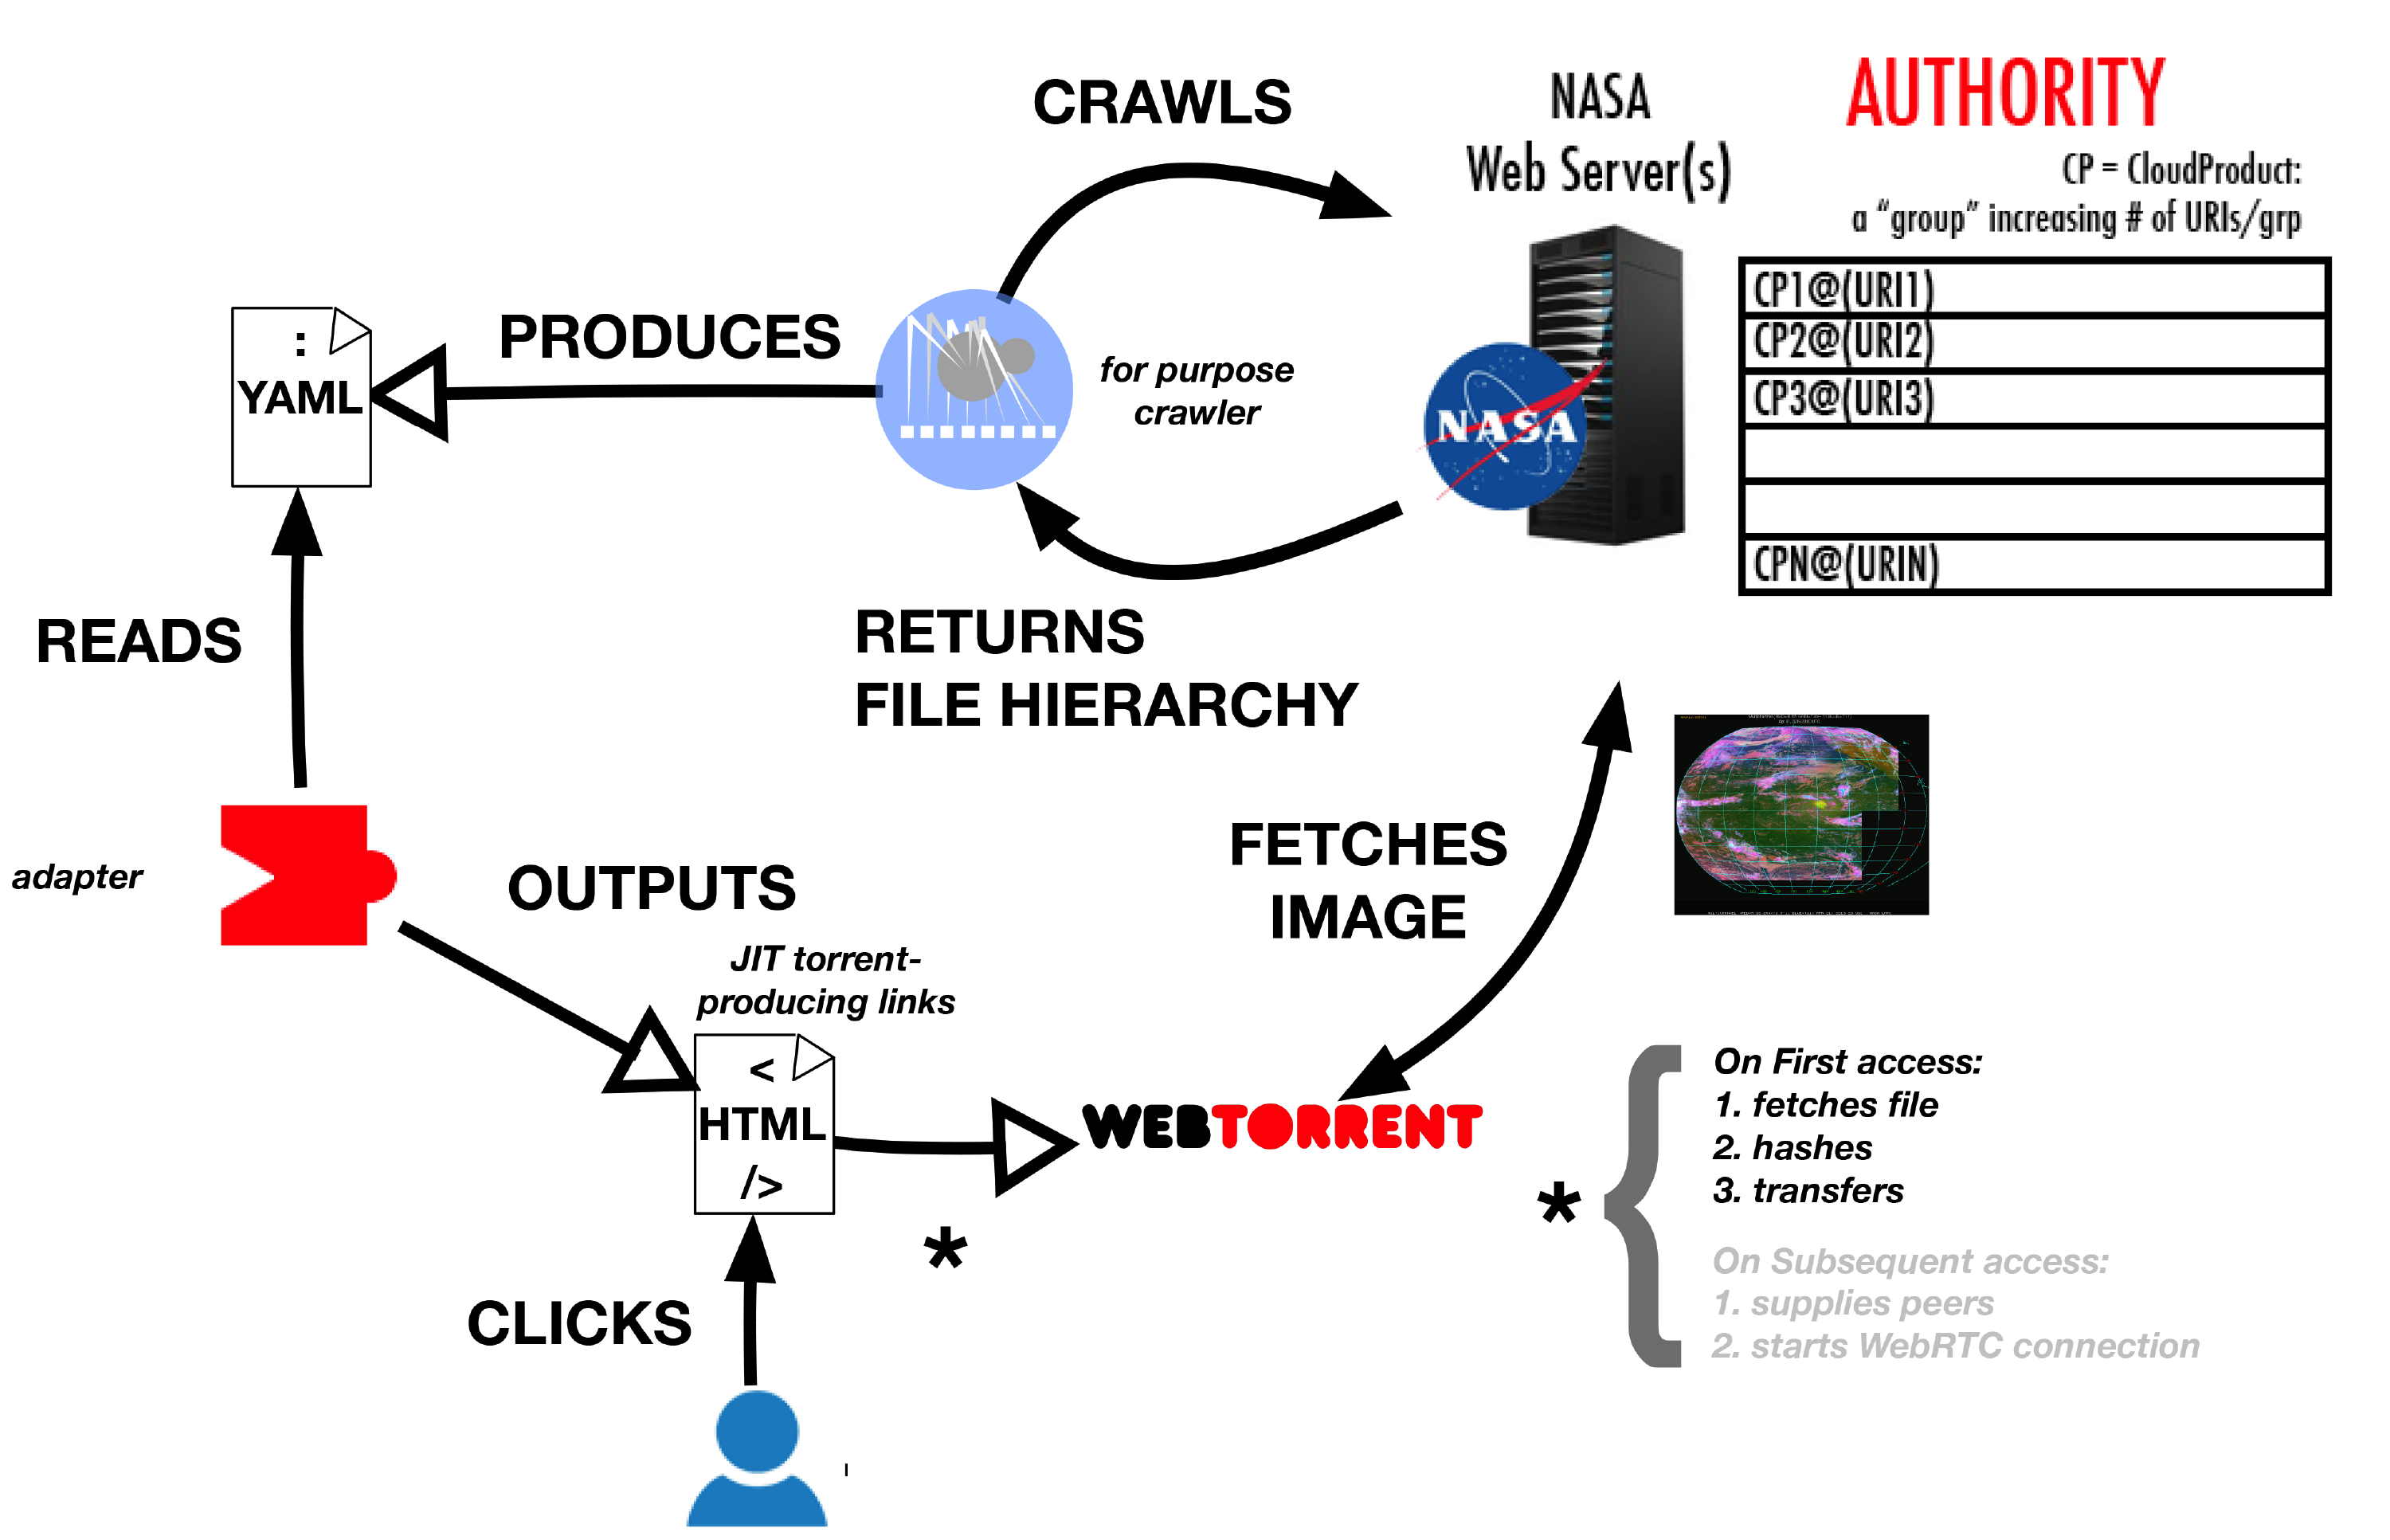 CRAWLS
NASA
Web Server(s)
AUTHORITY
CP = CloudProduct:
a “group” increasing # of URIs/grp
CP1@(URI1)
CP2@(URI2)
CP3@(URI3)
CPN@(URIN)
NASA
for purpose
crawler
PRODUCES
:
YAML
RETURNS
FILE HIERARCHY
READS
adapter
OUTPUTS
JIT torrent-
producing links
<
HTML
/>
FETCHES
IMAGE
WEBTORRENT
*
CLICKS
*
{
On First access:
1. fetches file
2. hashes
3. transfers
On Subsequent access:
1. supplies peers
2. starts WebRTC connection